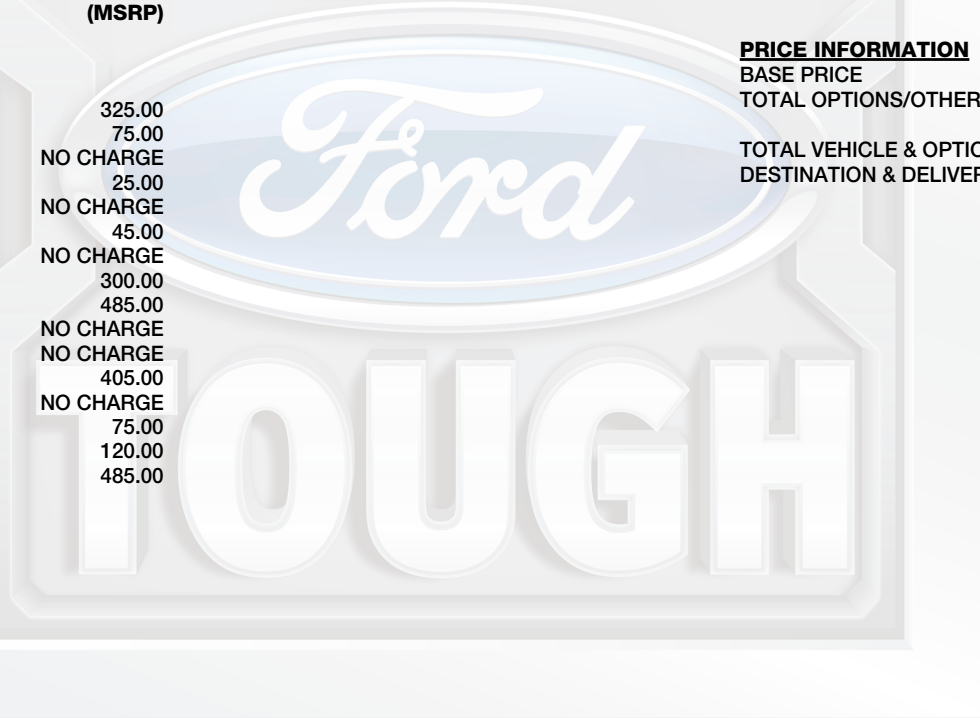 (MSRP)
325.00
75.00
NO CHARGE
25.00
NO CHARGE
45.00
NO CHARGE
300.00
485.00
NO CHARGE
NO CHARGE
405.00
NO CHARGE
75.00
120.00
485.00
PRICE INFORMATION
BASE PRICE
TOTAL OPTIONS/OTHER
TOTAL VEHICLE & OPTIO
DESTINATION & DELIVER
Ford
TOUGH